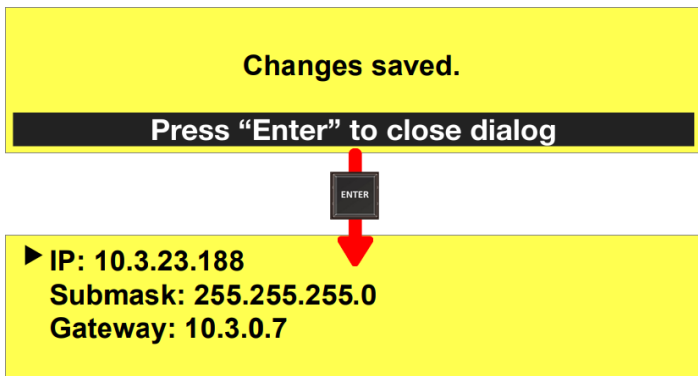 Changes saved.
Press “Enter” to close dialog
ENTER
IP: 10.3.23.188
Submask: 255.255.255.0
Gateway: 10.3.0.7